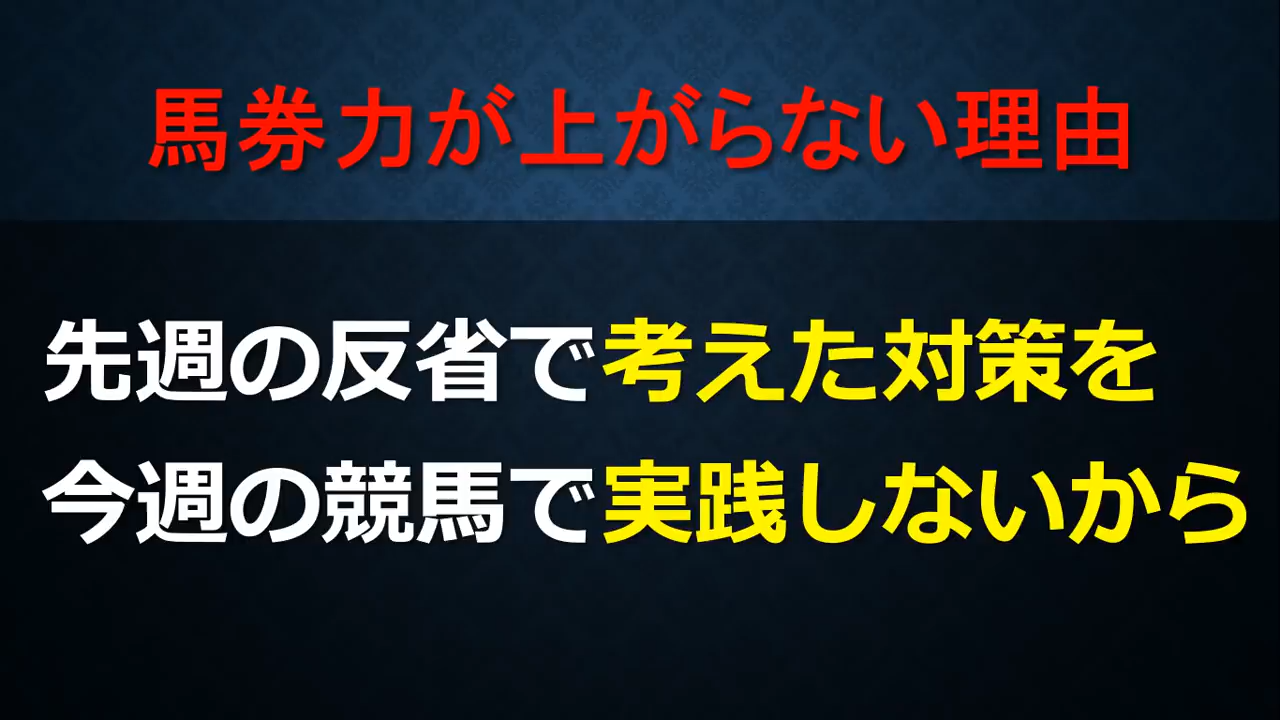 馬券力が上がらない理由
先週の反省で考えた対策を
今週の競馬で実践しないから